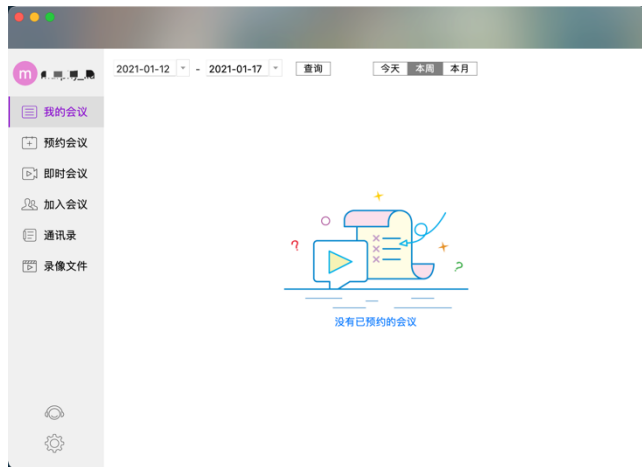 m
2021-01-12 - 2021-01-17 查询 今天 本周 本月
我的会议
预约会议
即时会议
加入会议
通讯录
录像文件
没有已预约的会议